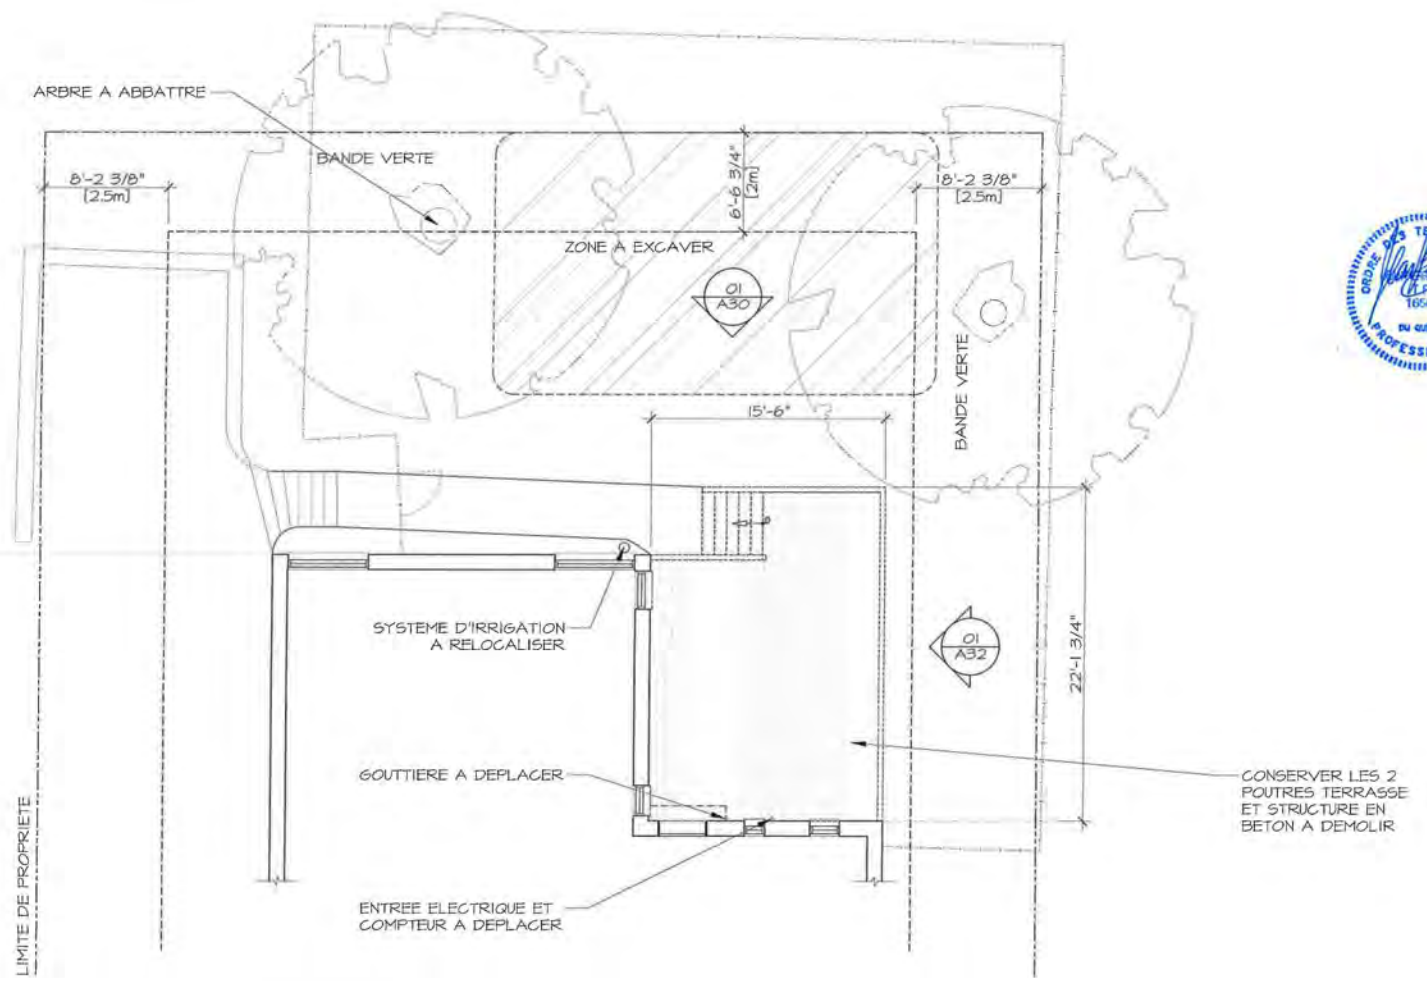 ARBRE A ABBATTRE
BANDE VERTE
8'-2 3/8"
[2.5m]
6'-6 3/4"
[2m]
8'-2 3/8"
[2.5m]
ZONE A EXCAVER
01
A30
BANDE VERTE
15'-6"
SYSTEME D'IRRIGATION
A RELOCALISER
01
A32
22'-1 3/4"
GOUTTIERE A DEPLACER
CONSERVER LES 2
POUTRES TERRASSE
ET STRUCTURE EN
BETON A DEMOLIR
LIMITE DE PROPRIETE
ENTREE ELECTRIQUE ET
COMPTEUR A DEPLACER
ORDRE DES